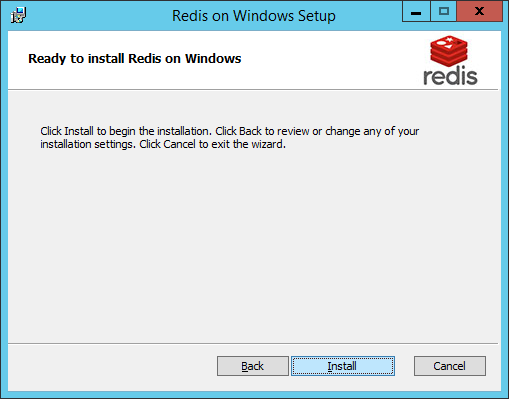 Redis on Windows Setup
Ready to install Redis on Windows
redis
Click Install to begin the installation. Click Back to review or change any of your
installation settings. Click Cancel to exit the wizard.
Back Install Cancel